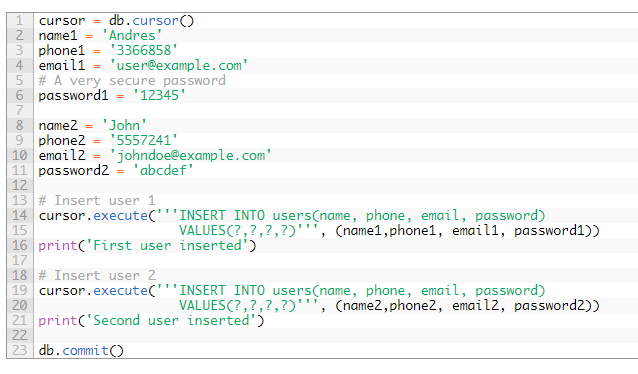 1 cursor = db.cursor()
2 name1 = 'Andres'
3 phone1 = '3366858'
4 email1 = 'user@example.com'
5 # A very secure password
6 password1 = '12345'
7
8 name2 = 'John'
9 phone2 = '5557241'
10 email2 = 'johndoe@example.com'
11 password2 = 'abcdef'
12
13 # Insert user 1
14 cursor.execute('''INSERT INTO users(name, phone, email, password)
15                   VALUES(?,?,?,?)''', (name1,phone1, email1, password1))
16 print('First user inserted')
17
18 # Insert user 2
19 cursor.execute('''INSERT INTO users(name, phone, email, password)
20                   VALUES(?,?,?,?)''', (name2,phone2, email2, password2))
21 print('Second user inserted')
22
23 db.commit()